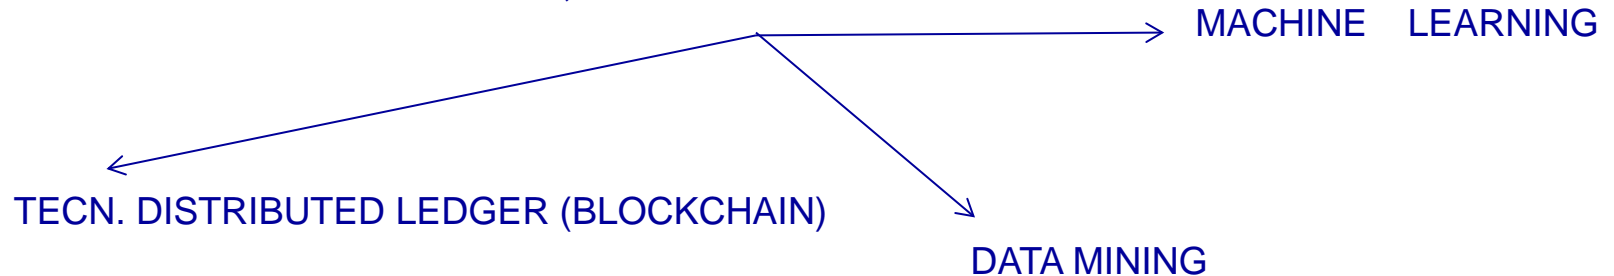 MACHINE LEARNING
TECN. DISTRIBUTED LEDGER (BLOCKCHAIN)
DATA MINING